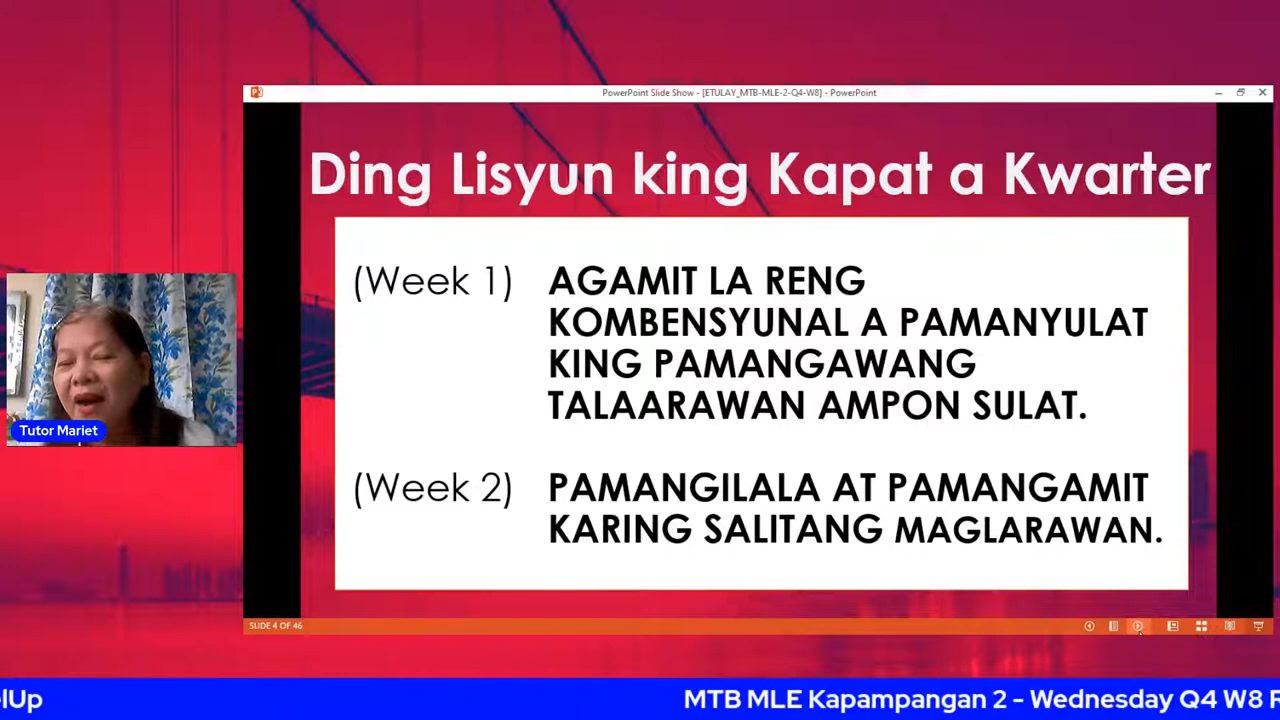 PowerPoint Slide Show - [ETULAY_MTB-MLE-2-Q4-W8] - PowerPoint
Ding Lisyun king Kapat a Kwarter
(Week 1) AGAMIT LA RENG
KOMBENSYUNAL A PAMANYULAT
KING PAMANGAWANG
TALAARAWAN AMPON SULAT.
(Week 2) PAMANGILALA AT PAMANGAMIT
KARING SALITANG MAGLARAWAN.
Tutor Mariet
SLIDE 4 OF 46
MTB MLE Kapampangan 2 - Wednesday Q4 W8